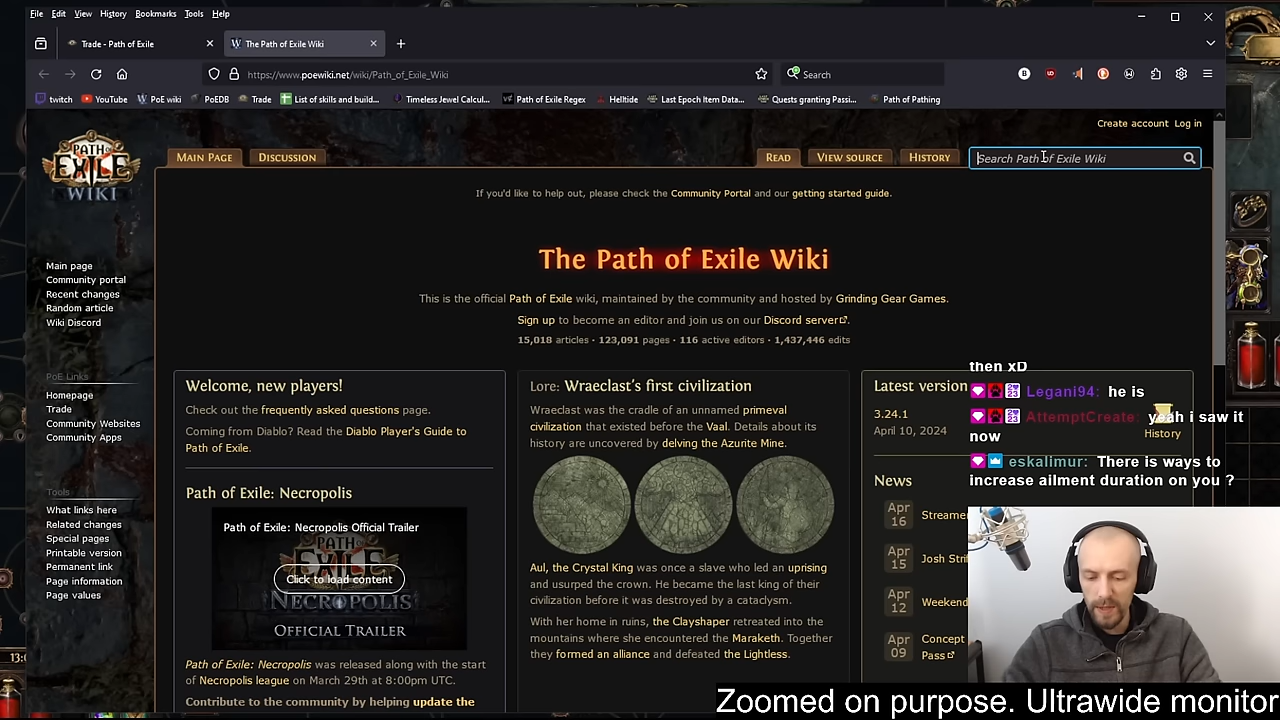 File Edit View History Bookmarks Tools Help
Trade - Path of Exile
The Path of Exile Wiki
https://www.poewiki.net/wiki/Path_of_Exile_Wiki
Search
twitch YouTube PoE wiki PoEDB Trade List of skills and build... Timeless Jewel Calcul... Path of Exile Regex Helltide Last Epoch Item Data... Quests granting Passi... Path of Pathing
Create account Log in
PATH OF EXILE WIKI
MAIN PAGE DISCUSSION READ VIEW SOURCE HISTORY
Search Path of Exile Wiki
If you'd like to help out, please check the Community Portal and our getting started guide.
The Path of Exile Wiki
This is the official Path of Exile wiki, maintained by the community and hosted by Grinding Gear Games.
Sign up to become an editor and join us on our Discord server.
15,018 articles • 123,091 pages • 116 active editors • 1,437,446 edits
Main page
Community portal
Recent changes
Random article
Wiki Discord
PoE Links
Homepage
Trade
Community Websites
Community Apps
Tools
What links here
Related changes
Special pages
Printable version
Permanent link
Page information
Page values
Welcome, new players!
Check out the frequently asked questions page.
Coming from Diablo? Read the Diablo Player's Guide to
Path of Exile.
Path of Exile: Necropolis
Path of Exile: Necropolis Official Trailer
Click to load content
NECROPOLIS
OFFICIAL TRAILER
Path of Exile: Necropolis was released along with the start
of Necropolis league on March 29th at 8:00pm UTC.
Contribute to the community by helping update the
Lore: Wraeclast's first civilization
Wraeclast was the cradle of an unnamed primeval
civilization that existed before the Vaal. Details about its
history are uncovered by delving the Azurite Mine.
Aul, the Crystal King was once a slave who led an uprising
and usurped the crown. He became the last king of their
civilization before it was destroyed by a cataclysm.
With her home in ruins, the Clayshaper retreated into the
mountains where she encountered the Maraketh. Together
they formed an alliance and defeated the Lightless.
Latest version
3.24.1
April 10, 2024
History
News
Apr 16 Streame
Apr 15 Josh Stri
Apr 12 Weekend
Apr 09 Concept
Pass
then xD
Legani94: he is
AttemptCreate: yeah i saw it
now
eskalimur: There is ways to
increase ailment duration on you ?
13:0
Zoomed on purpose. Ultrawide monitor